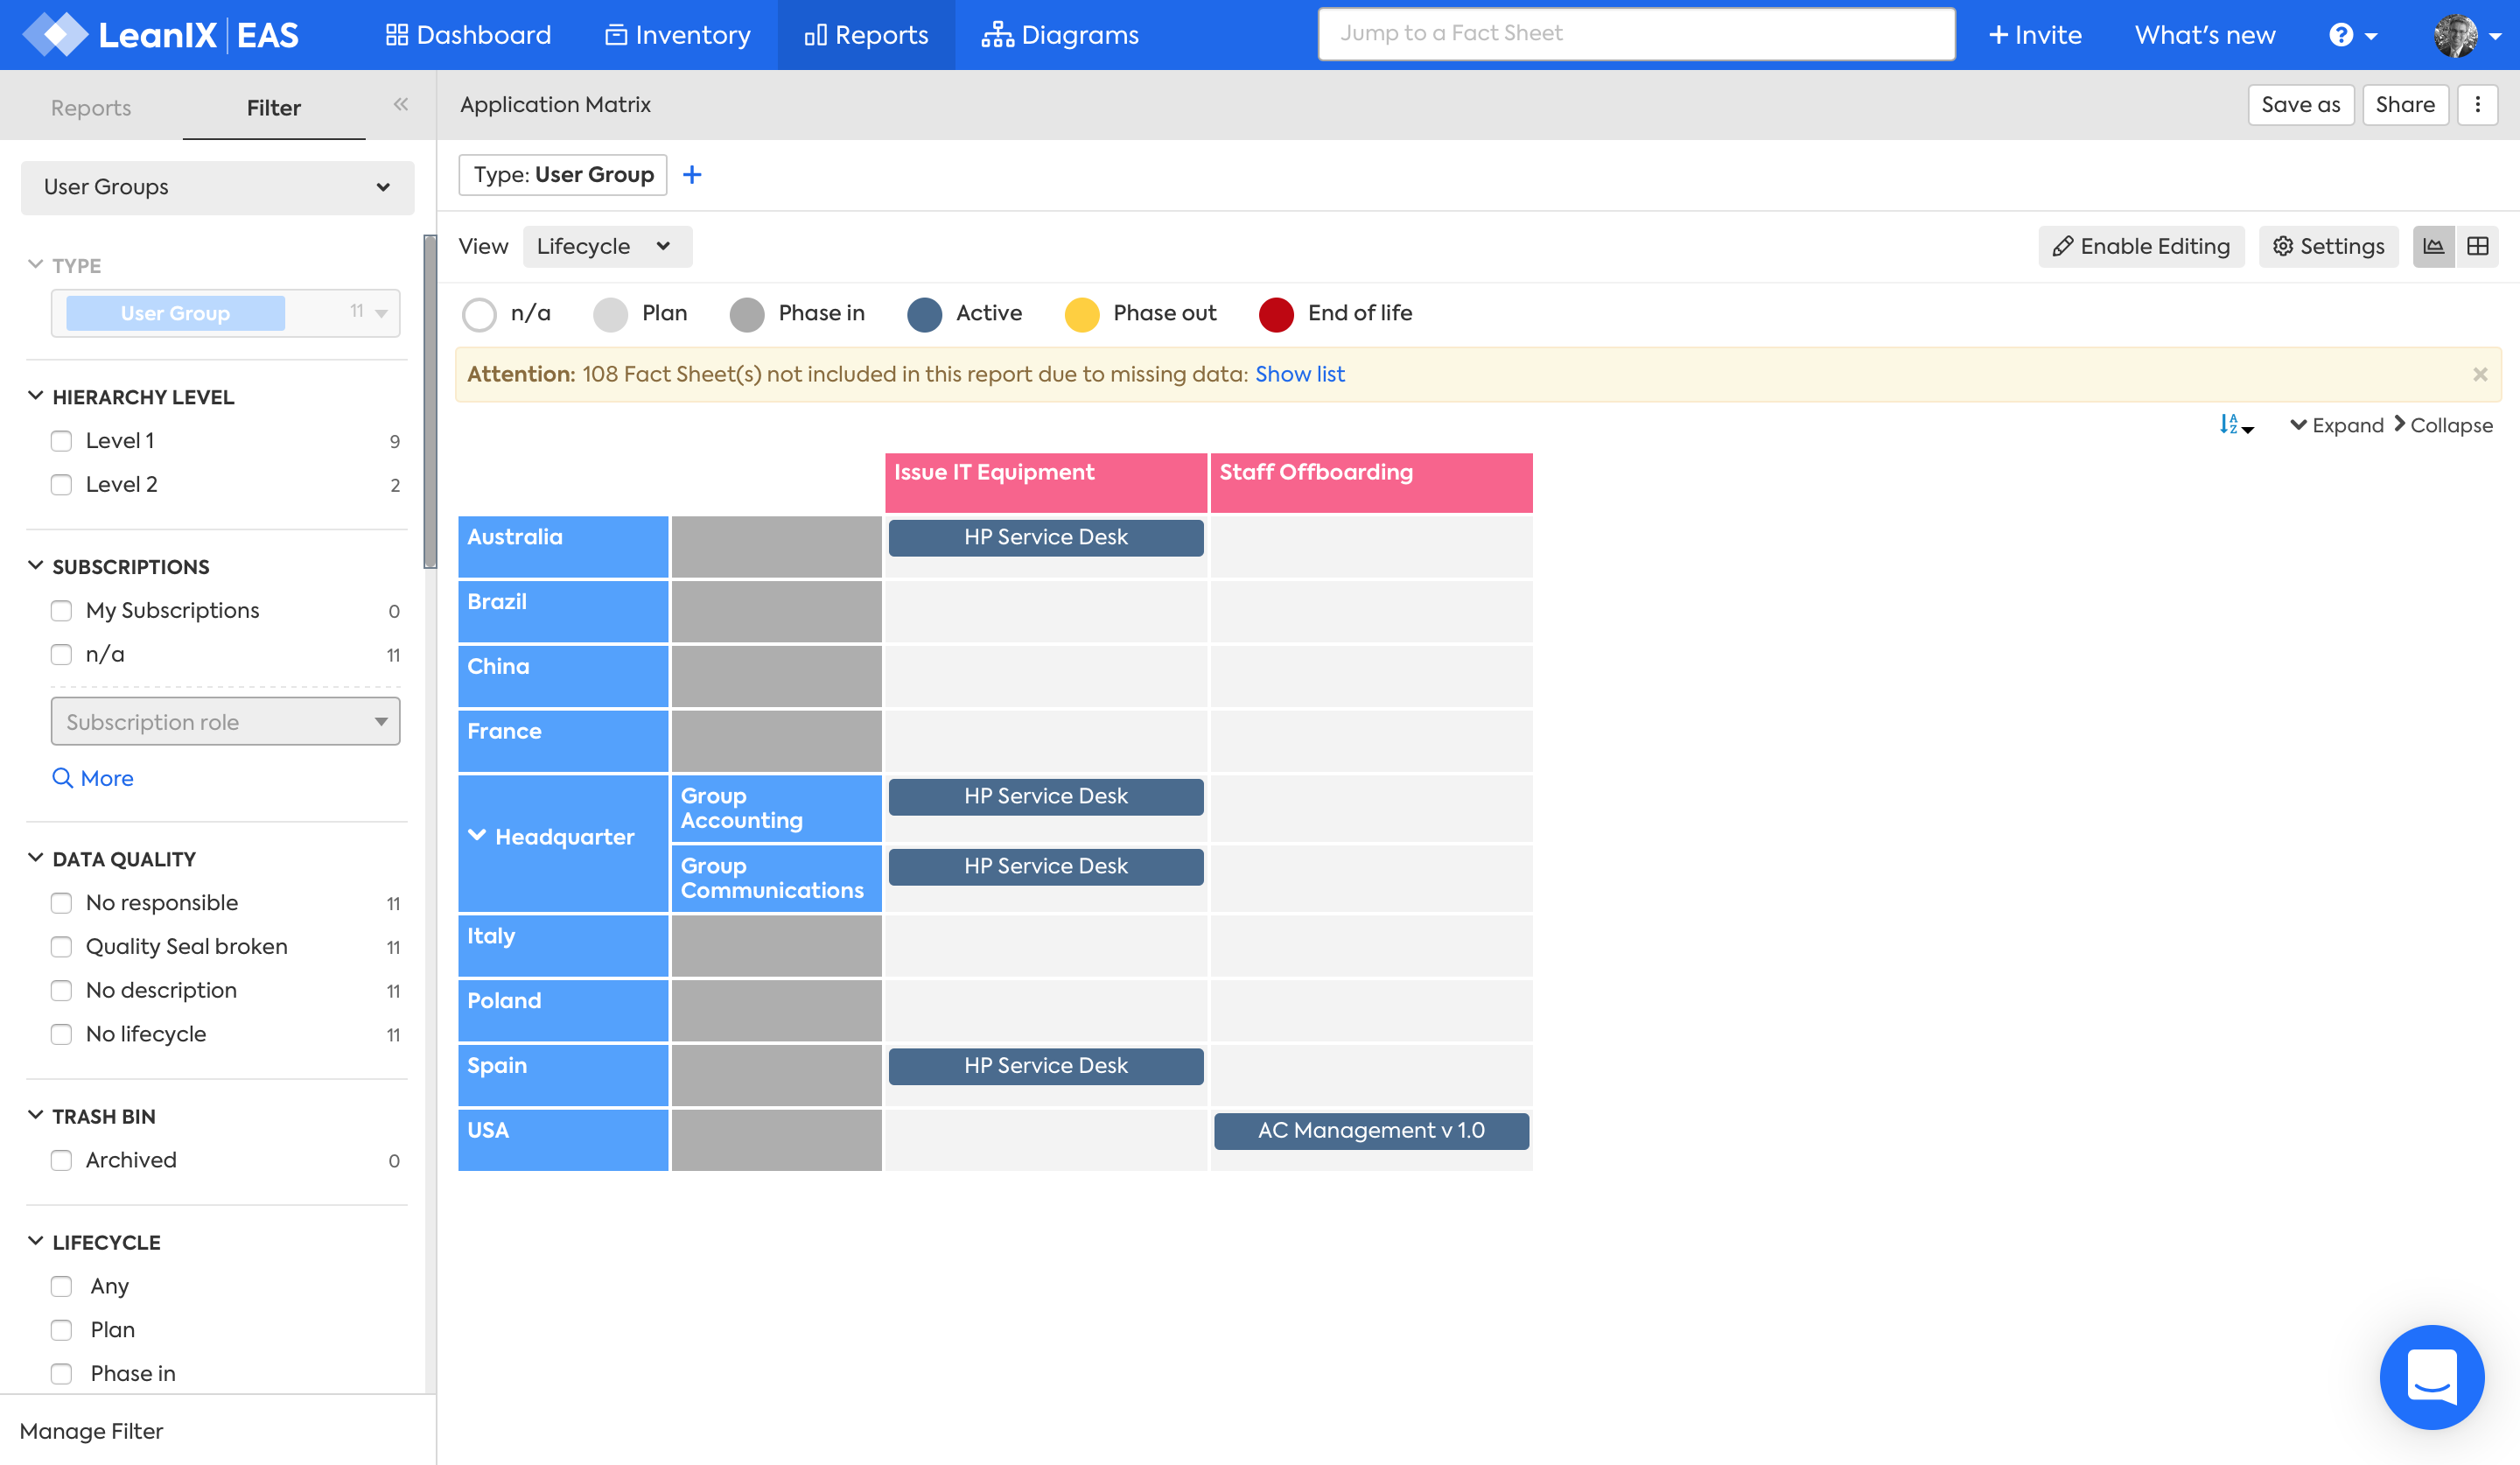 LeanIX EAS
Dashboard
Inventory
Reports
Diagrams
Jump to a Fact Sheet
+ Invite
What's new
?
Reports
Filter
Application Matrix
Save as
Share
User Groups
Type: User Group
+
TYPE
User Group 11
View
Lifecycle
Enable Editing
Settings
n/a
Plan
Phase in
Active
Phase out
End of life
Attention: 108 Fact Sheet(s) not included in this report due to missing data: Show list
×
A
Z
Expand
Collapse
HIERARCHY LEVEL
Level 1 9
Level 2 2
SUBSCRIPTIONS
My Subscriptions 0
n/a 11
Subscription role
More
DATA QUALITY
No responsible 11
Quality Seal broken 11
No description 11
No lifecycle 11
TRASH BIN
Archived 0
LIFECYCLE
Any
Plan
Phase in
Manage Filter
Issue IT Equipment
Staff Offboarding
Australia
HP Service Desk
Brazil
China
France
Headquarter
Group
Accounting
HP Service Desk
Group
Communications
HP Service Desk
Italy
Poland
Spain
HP Service Desk
USA
AC Management v 1.0